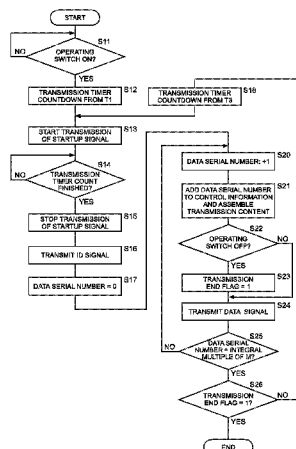 START
S11
OPERATING
SWITCH ON?
NO
YES
S12
TRANSMISSION TIMER
COUNTDOWN FROM T1
S18
TRANSMISSION TIMER
COUNTDOWN FROM T3
S13
START TRANSMISSION
OF STARTUP SIGNAL
S14
TRANSMISSION
TIMER COUNT
FINISHED?
NO
YES
S15
STOP TRANSMISSION
OF STARTUP SIGNAL
S16
TRANSMIT ID SIGNAL
S17
DATA SERIAL NUMBER = 0
S20
DATA SERIAL NUMBER: +1
S21
ADD DATA SERIAL NUMBER
TO CONTROL INFORMATION
AND ASSEMBLE
TRANSMISSION CONTENT
S22
OPERATING
SWITCH OFF?
NO
YES
S23
TRANSMISSION
END FLAG = 1
S24
TRANSMIT DATA SIGNAL
S25
DATA SERIAL
NUMBER = INTEGRAL
MULTIPLE OF M?
NO
YES
S26
TRANSMISSION
END FLAG = 1?
NO
YES
END